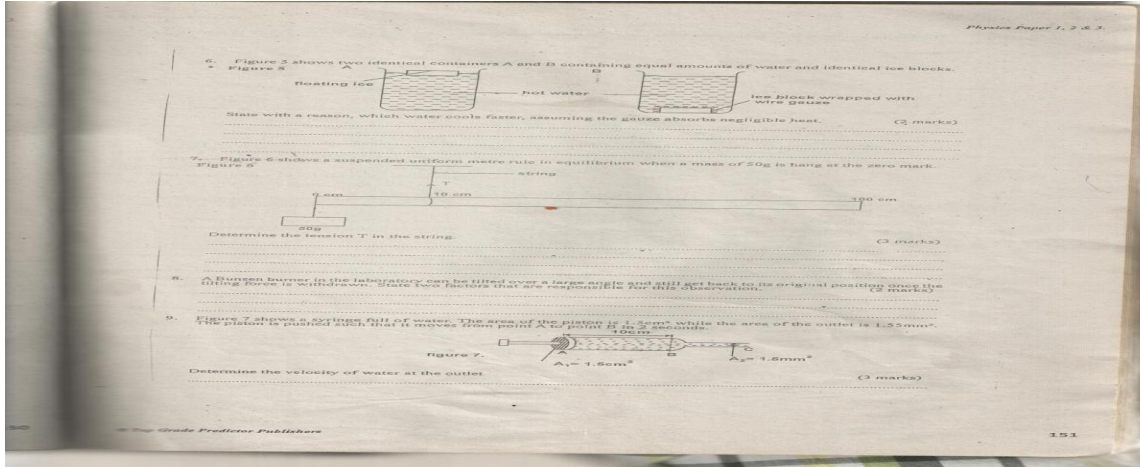 Physics Paper 1, 2 & 3
6. Figure 5 shows two identical containers A and B containing equal amounts of water and identical ice blocks.
Figure 5 A B
floating ice
hot water
ice block wrapped with
wire gauze
State with a reason, which water cools faster, assuming the gauze absorbs negligible heat. (2 marks)
7. Figure 6 shows a suspended uniform metre rule in equilibrium when a mass of 50g is hang at the zero mark.
Figure 6
string
T
0 cm 10 cm 100 cm
50g
Determine the tension T in the string. (3 marks)
8. A Bunsen burner in the laboratory can be tilted over a large angle and still get back to its original position once the
tilting force is withdrawn. State two factors that are responsible for this observation. (2 marks)
9. Figure 7 shows a syringe full of water. The area of the piston is 1.5cm² while the area of the outlet is 1.55mm².
The piston is pushed such that it moves from point A to point B in 2 seconds.
10cm
figure 7.
A B C
A₁= 1.5cm² A₂= 1.5mm²
Determine the velocity of water at the outlet (3 marks)
Top Grade Predictor Publishers
151